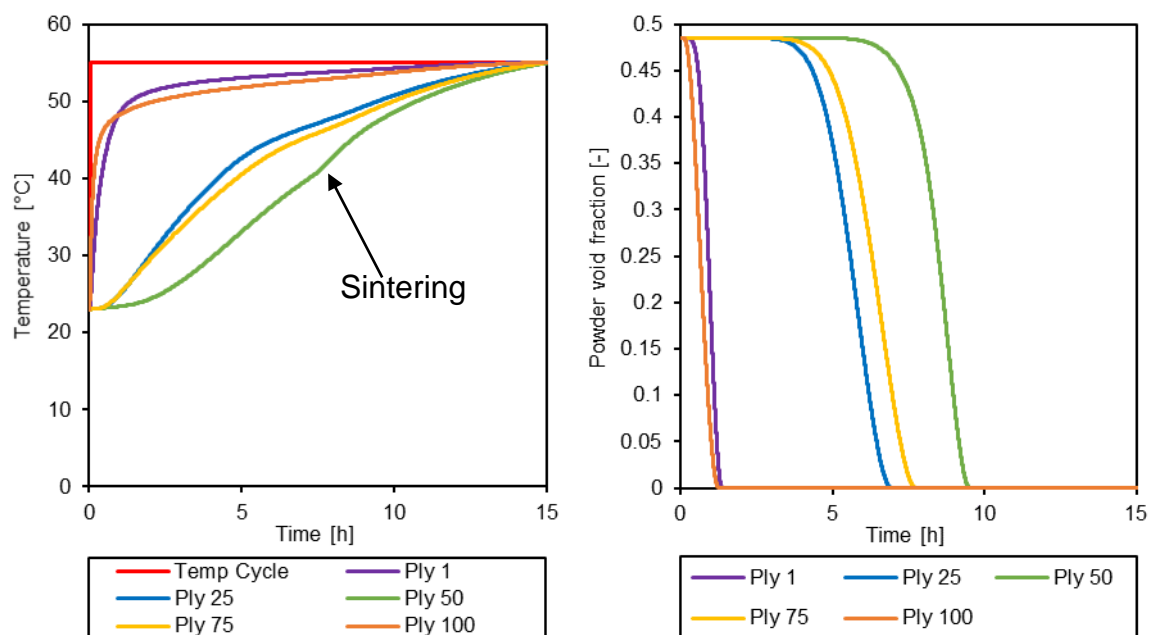 60
50
40
30
20
10
0
Temperature [°C]
Sintering
0 5 10 15
Time [h]
Temp Cycle Ply 1
Ply 25 Ply 50
Ply 75 Ply 100
0.5
0.45
0.4
0.35
0.3
0.25
0.2
0.15
0.1
0.05
0
Powder void fraction [-]
0 5 10 15
Time [h]
Ply 1 Ply 25 Ply 50
Ply 75 Ply 100